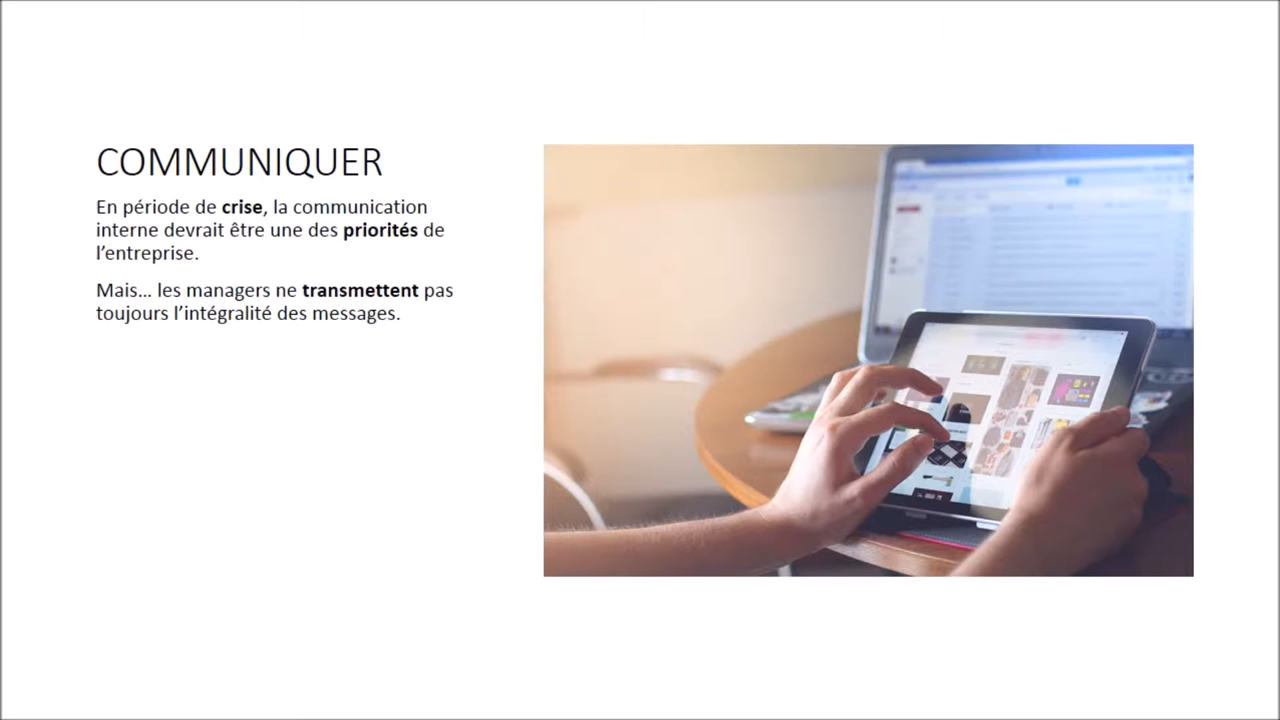 COMMUNIQUER
En période de crise, la communication
interne devrait être une des priorités de
l’entreprise.
Mais... les managers ne transmettent pas
toujours l’intégralité des messages.